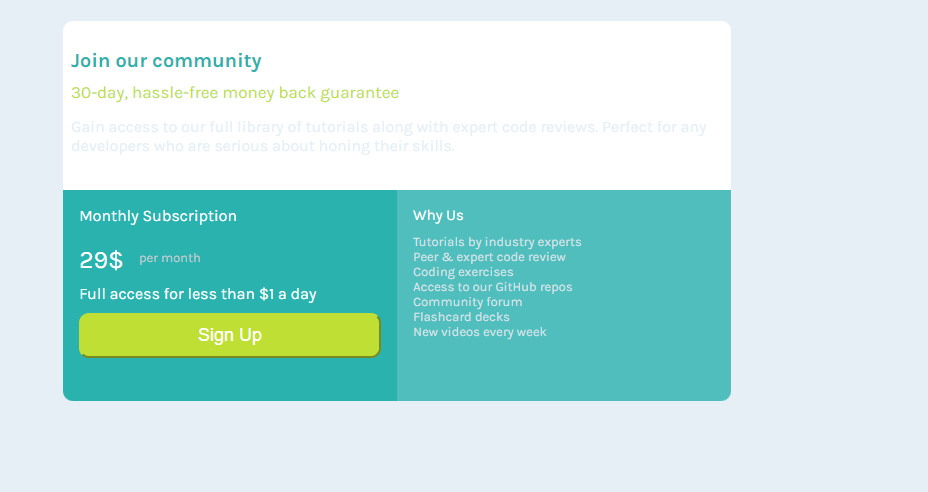 Join our community
30-day, hassle-free money back guarantee
Gain access to our full library of tutorials along with expert code reviews. Perfect for any
developers who are serious about honing their skills.
Monthly Subscription
29$ per month
Full access for less than $1 a day
Sign Up
Why Us
Tutorials by industry experts
Peer & expert code review
Coding exercises
Access to our GitHub repos
Community forum
Flashcard decks
New videos every week